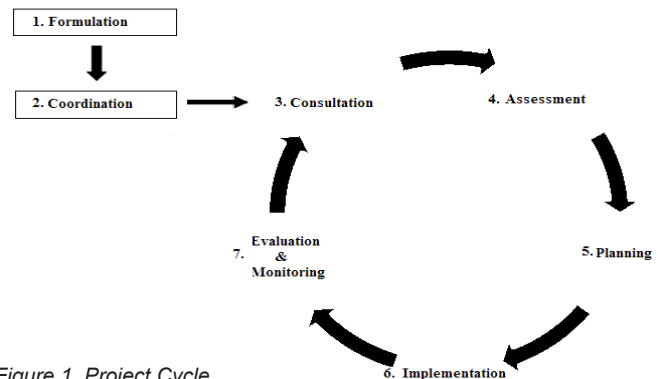 1. Formulation
2. Coordination
3. Consultation
4. Assessment
5. Planning
6. Implementation
7. Evaluation
&
Monitoring
Figure 1. Project Cycle